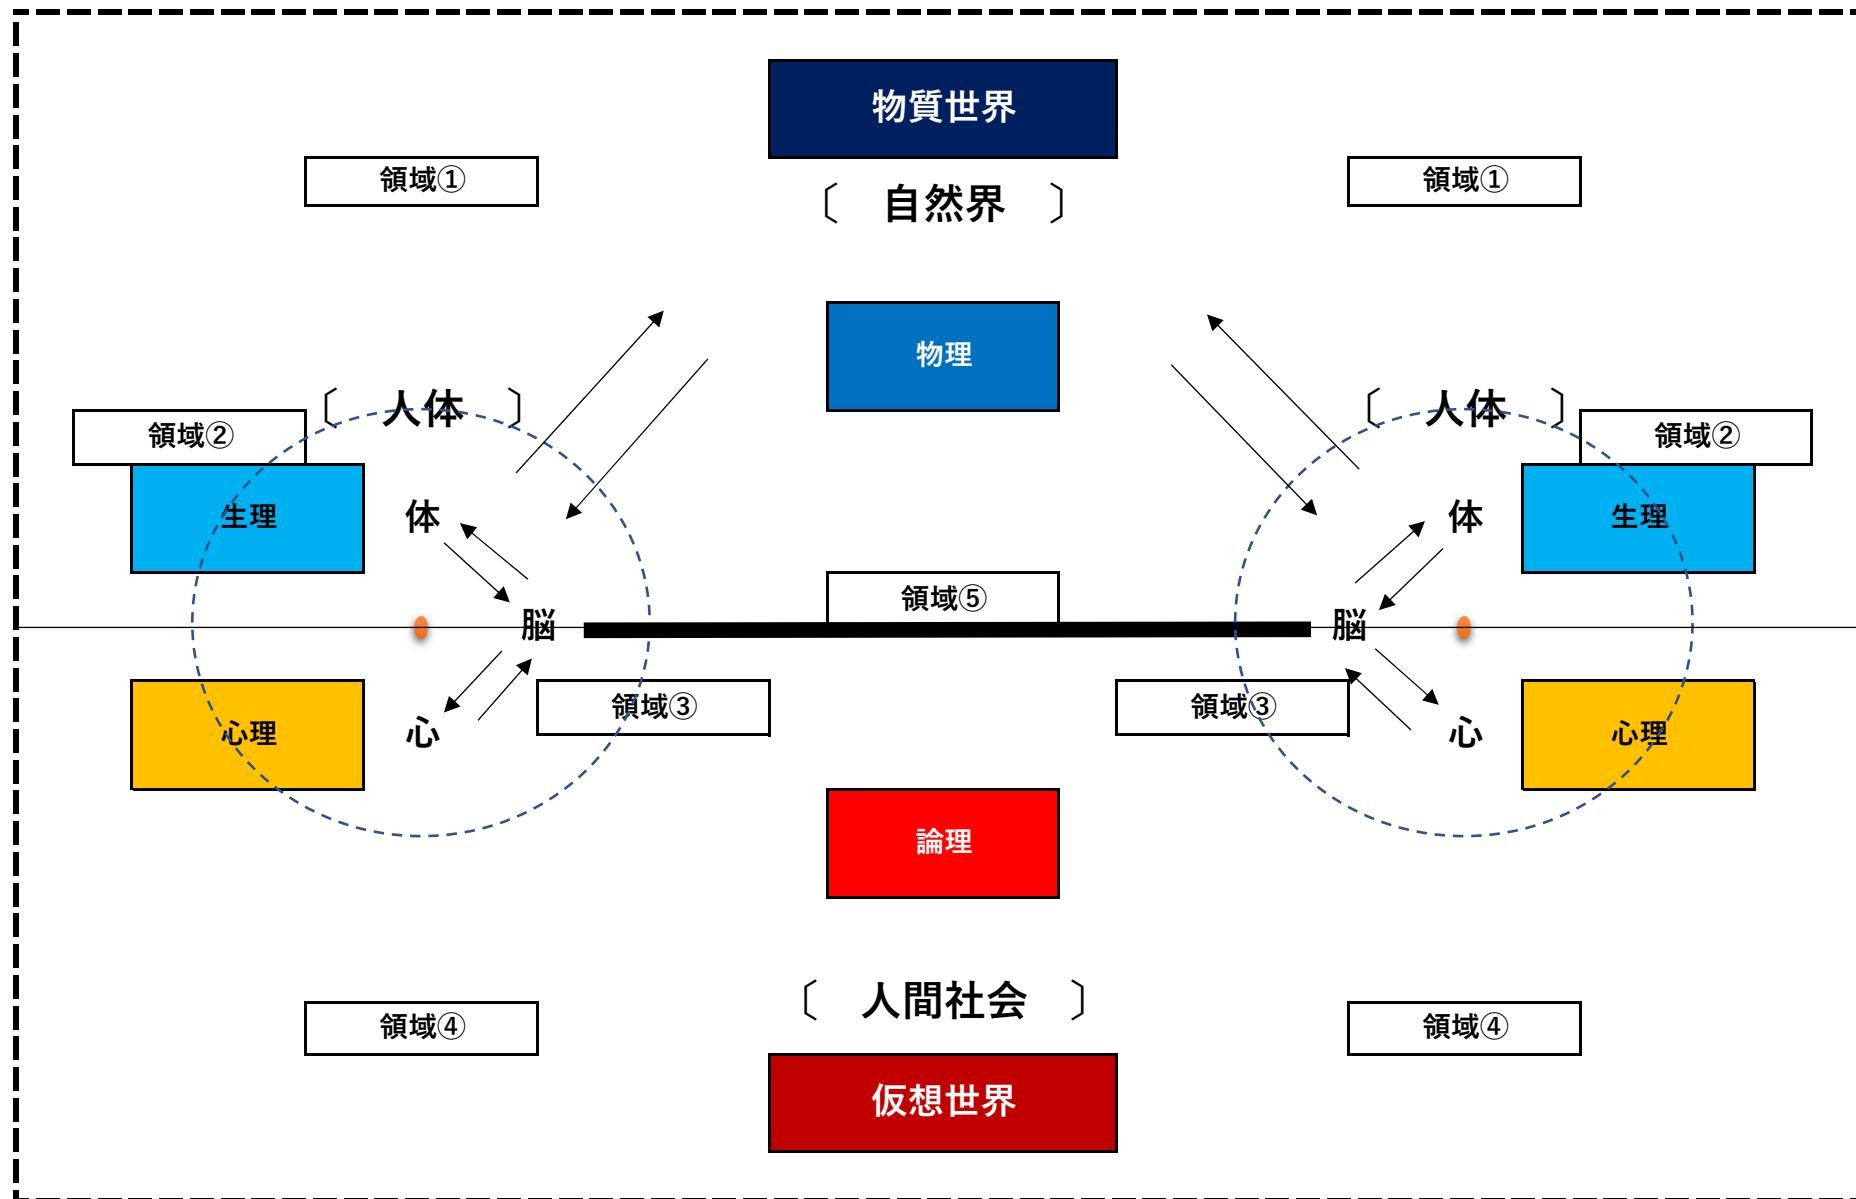 物質世界
領域①
領域①
〔　自然界　〕
物理
〔　人体　〕
〔　人体　〕
領域②
領域②
生理
体
体
生理
領域⑤
脳
脳
領域③
領域③
心理
心
心
心理
論理
〔　人間社会　〕
領域④
領域④
仮想世界